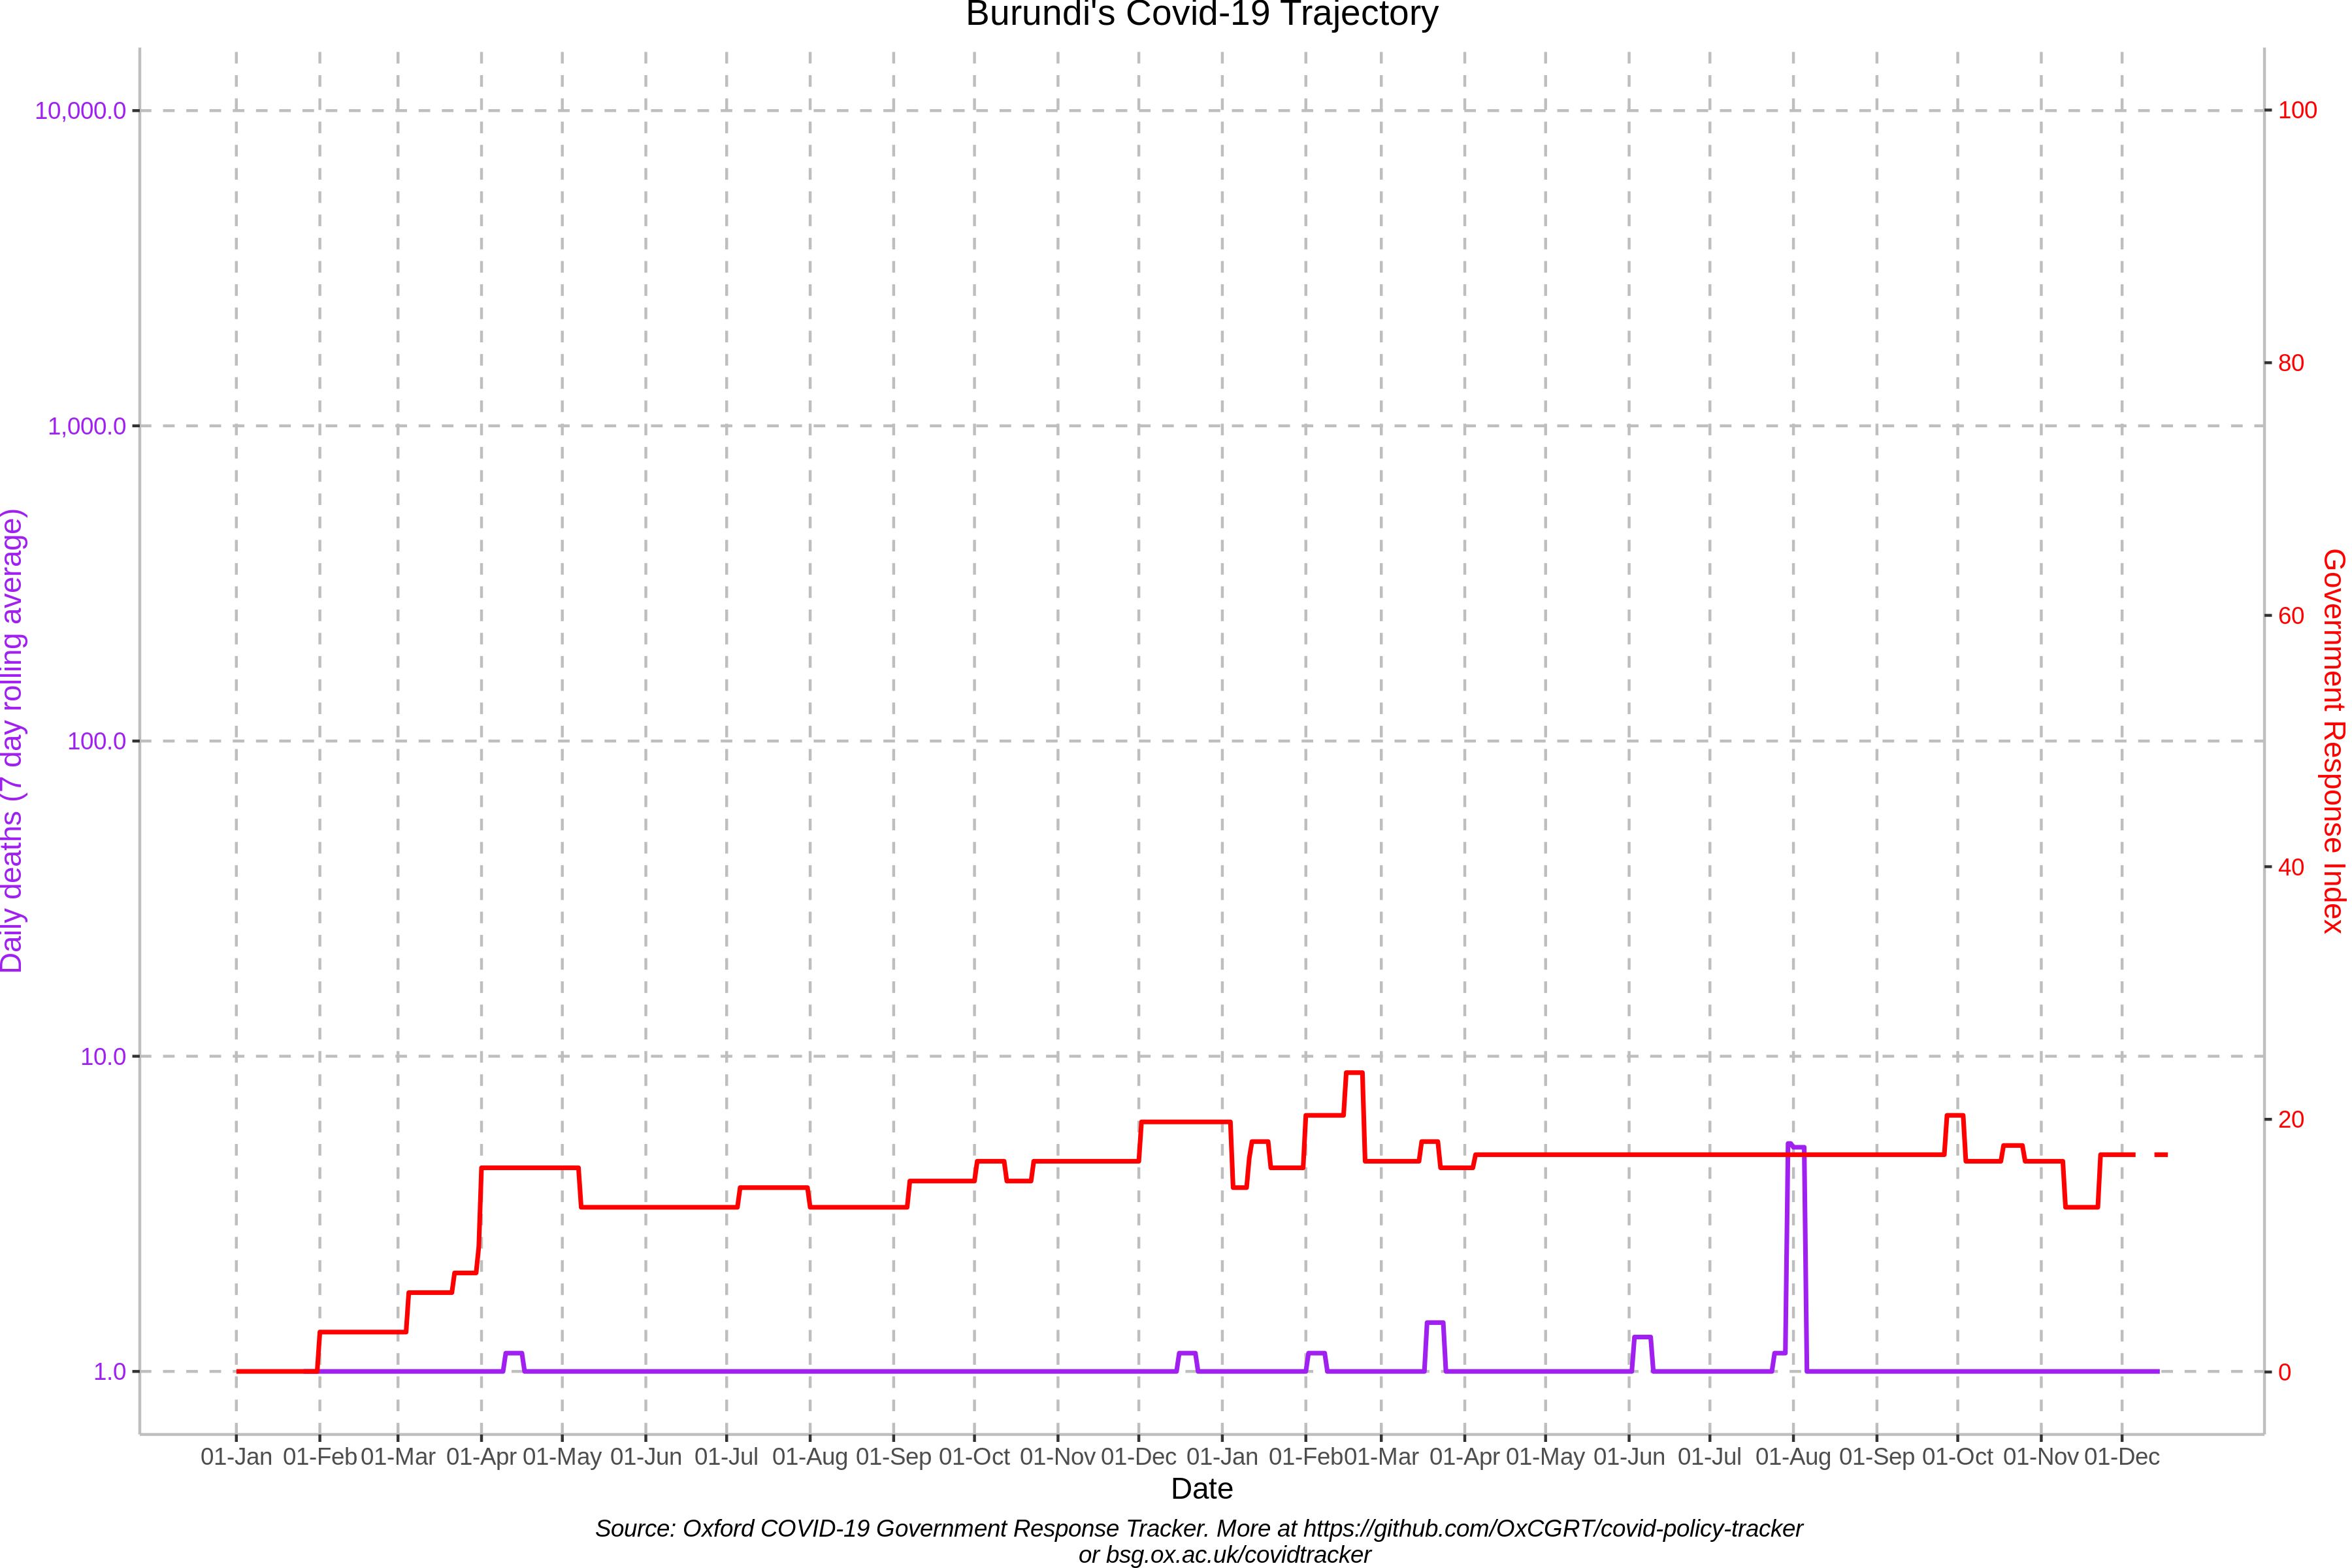 Burundi's Covid-19 Trajectory
10,000.0
1,000.0
100.0
10.0
1.0
Daily deaths (7 day rolling average)
100
80
60
40
20
0
Government Response Index
01-Jan 01-Feb 01-Mar 01-Apr 01-May 01-Jun 01-Jul 01-Aug 01-Sep 01-Oct 01-Nov 01-Dec 01-Jan 01-Feb 01-Mar 01-Apr 01-May 01-Jun 01-Jul 01-Aug 01-Sep 01-Oct 01-Nov 01-Dec
Date
Source: Oxford COVID-19 Government Response Tracker. More at https://github.com/OxCGRT/covid-policy-tracker
or bsg.ox.ac.uk/covidtracker